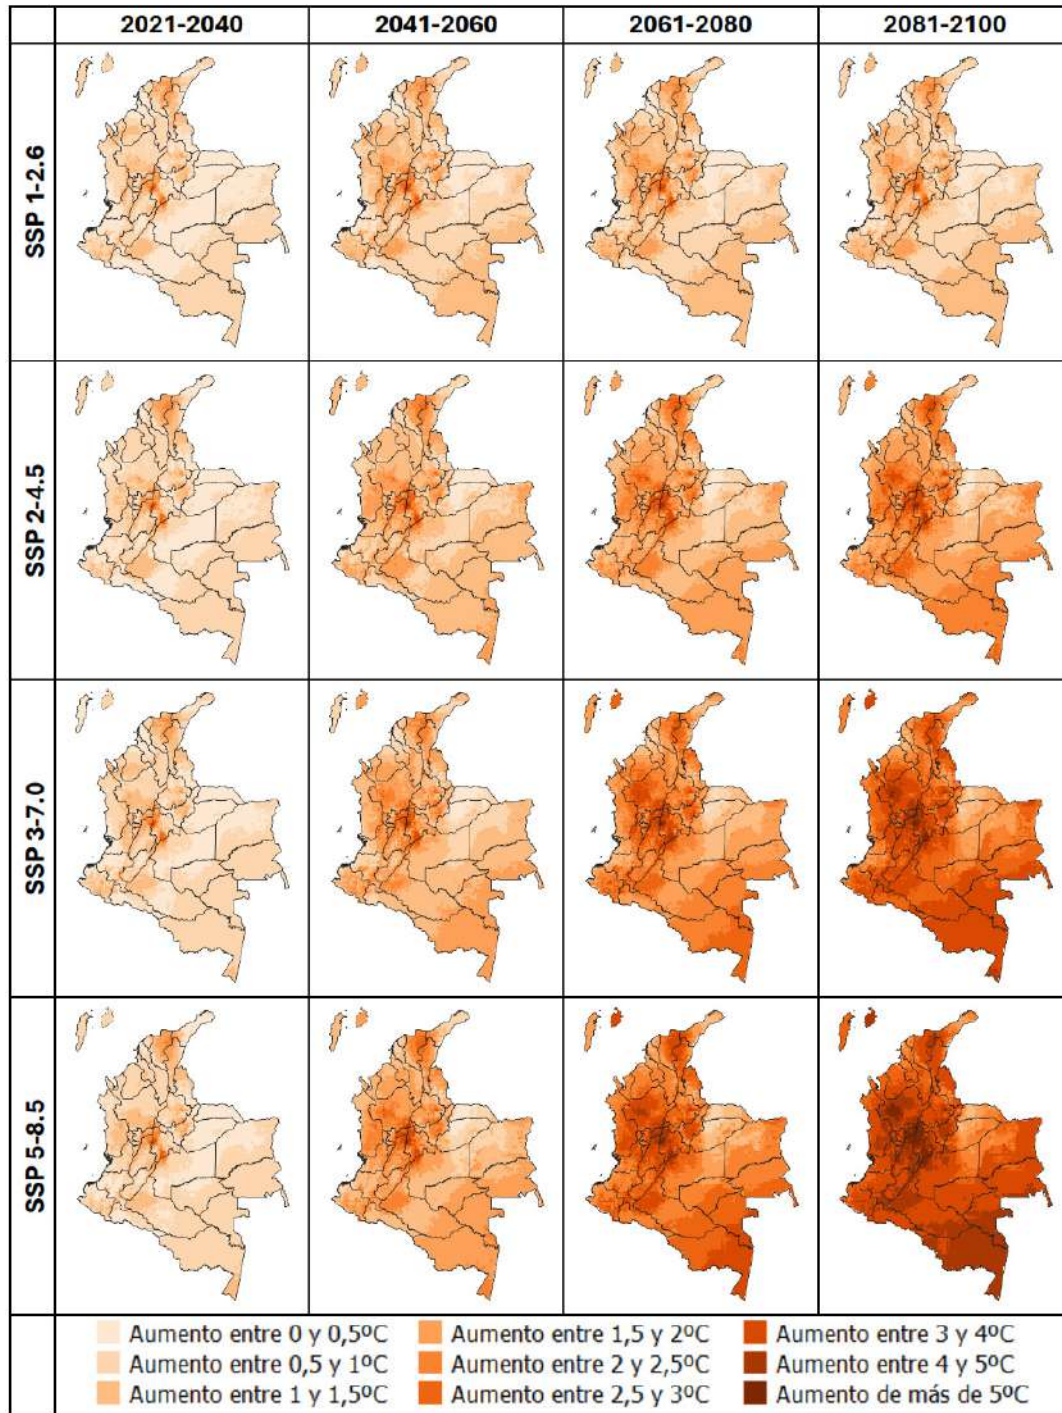 2021-2040 2041-2060 2061-2080 2081-2100
SSP 1-2.6
SSP 2-4.5
SSP 3-7.0
SSP 5-8.5
Aumento entre 0 y 0,5ºC Aumento entre 1,5 y 2ºC Aumento entre 3 y 4ºC
Aumento entre 0,5 y 1ºC Aumento entre 2 y 2,5ºC Aumento entre 4 y 5ºC
Aumento entre 1 y 1,5ºC Aumento entre 2,5 y 3ºC Aumento de más de 5ºC